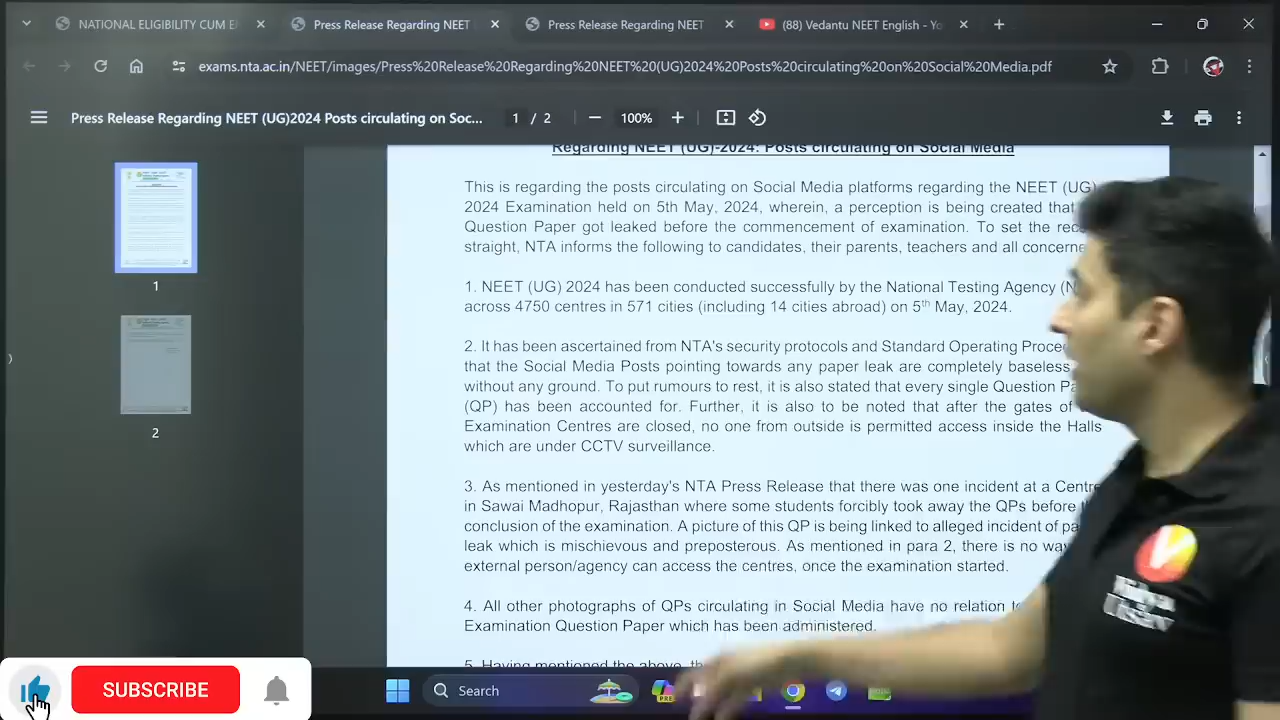 NATIONAL ELIGIBILITY CUM E
Press Release Regarding NEET
Press Release Regarding NEET
(88) Vedantu NEET English - Yo
exams.nta.ac.in/NEET/images/Press%20Release%20Regarding%20NEET%20(UG)2024%20Posts%20circulating%20on%20Social%20Media.pdf
Press Release Regarding NEET (UG)2024 Posts circulating on Soc...
1 / 2
100%
1
2
Regarding NEET (UG)-2024: Posts circulating on Social Media
This is regarding the posts circulating on Social Media platforms regarding the NEET (UG)
2024 Examination held on 5th May, 2024, wherein, a perception is being created that
Question Paper got leaked before the commencement of examination. To set the
straight, NTA informs the following to candidates, their parents, teachers and all
1. NEET (UG) 2024 has been conducted successfully by the National Testing Agency
across 4750 centres in 571 cities (including 14 cities abroad) on 5th May, 2024.
2. It has been ascertained from NTA's security protocols and Standard Operating
that the Social Media Posts pointing towards any paper leak are completely baseless
without any ground. To put rumours to rest, it is also stated that every single Question
(QP) has been accounted for. Further, it is also to be noted that after the gates of
Examination Centres are closed, no one from outside is permitted access inside the Halls
which are under CCTV surveillance.
3. As mentioned in yesterday's NTA Press Release that there was one incident at a Centre
in Sawai Madhopur, Rajasthan where some students forcibly took away the QPs before
conclusion of the examination. A picture of this QP is being linked to alleged incident of
leak which is mischievous and preposterous. As mentioned in para 2, there is no
external person/agency can access the centres, once the examination started.
4. All other photographs of QPs circulating in Social Media have no relation
Examination Question Paper which has been administered.
5. Having mentioned the above,
SUBSCRIBE
Search
PRE